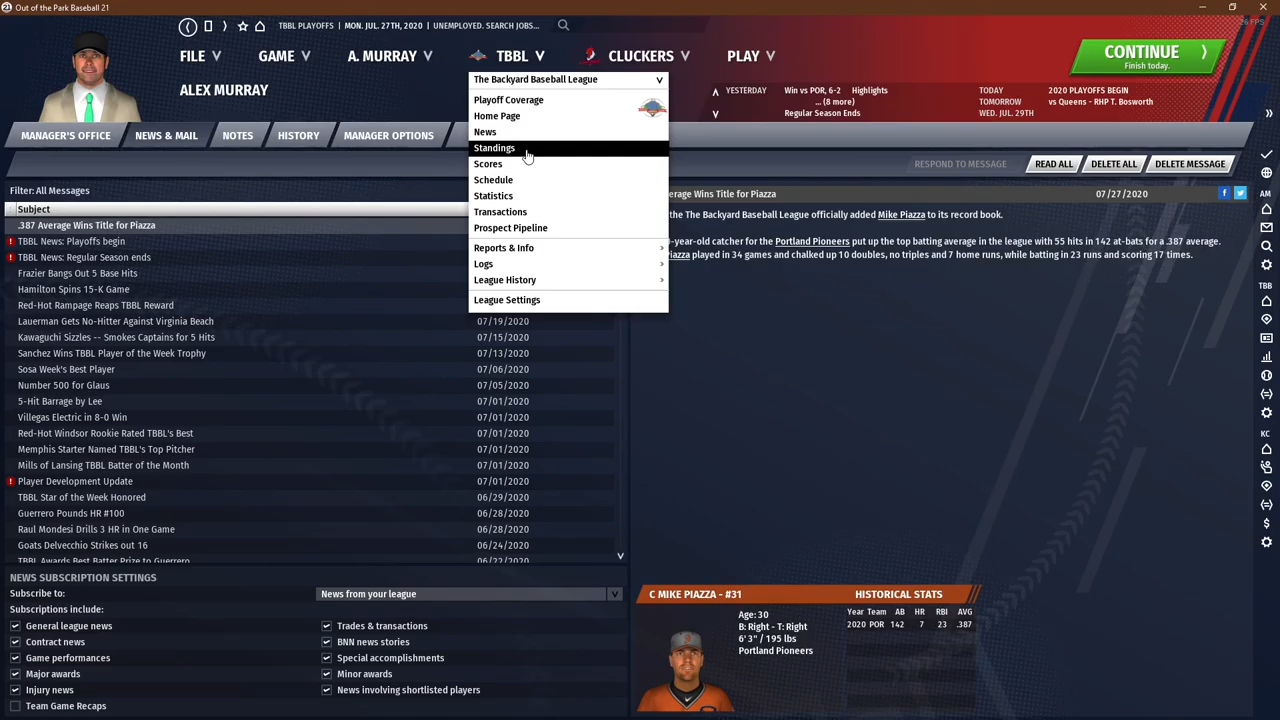 Out of the Park Baseball 21
TBBL PLAYOFFS | MON. JUL. 27TH, 2020 | UNEMPLOYED. SEARCH JOBS...
26 FPS
FILE GAME A. MURRAY TBBL CLUCKERS PLAY
CONTINUE
Finish today..
ALEX MURRAY
The Backyard Baseball League
Playoff Coverage
Home Page
News
Standings
Scores
Schedule
Statistics
Transactions
Prospect Pipeline
Reports & Info
Logs
League History
League Settings
YESTERDAY Win vs POR, 6-2 Highlights
... (8 more)
Regular Season Ends
TODAY 2020 PLAYOFFS BEGIN
TOMORROW vs Queens - RHP T. Bosworth
WED. JUL. 29TH
MANAGER'S OFFICE NEWS & MAIL NOTES HISTORY MANAGER OPTIONS
RESPOND TO MESSAGE READ ALL DELETE ALL DELETE MESSAGE
Filter: All Messages
Subject
.387 Average Wins Title for Piazza
TBBL News: Playoffs begin
TBBL News: Regular Season ends
Frazier Bangs Out 5 Base Hits
Hamilton Spins 15-K Game
Red-Hot Rampage Reaps TBBL Reward
Lauerman Gets No-Hitter Against Virginia Beach 07/19/2020
Kawaguchi Sizzles -- Smokes Captains for 5 Hits 07/15/2020
Sanchez Wins TBBL Player of the Week Trophy 07/13/2020
Sosa Week's Best Player 07/06/2020
Number 500 for Glaus 07/05/2020
5-Hit Barrage by Lee 07/01/2020
Villegas Electric in 8-0 Win 07/01/2020
Red-Hot Windsor Rookie Rated TBBL's Best 07/01/2020
Memphis Starter Named TBBL's Top Pitcher 07/01/2020
Mills of Lansing TBBL Batter of the Month 07/01/2020
Player Development Update 07/01/2020
TBBL Star of the Week Honored 06/29/2020
Guerrero Pounds HR #100 06/28/2020
Raul Mondesi Drills 3 HR in One Game 06/28/2020
Goats Delvecchio Strikes out 16 06/24/2020
TBBL Awards Best Batter Prize to Guerrero 06/22/2020
erage Wins Title for Piazza 07/27/2020
the The Backyard Baseball League officially added Mike Piazza to its record book.
-year-old catcher for the Portland Pioneers put up the top batting average in the league with 55 hits in 142 at-bats for a .387 average.
iazza played in 34 games and chalked up 10 doubles, no triples and 7 home runs, while batting in 23 runs and scoring 17 times.
NEWS SUBSCRIPTION SETTINGS
Subscribe to: News from your league
Subscriptions include:
General league news Trades & transactions
Contract news BNN news stories
Game performances Special accomplishments
Major awards Minor awards
Injury news News involving shortlisted players
Team Game Recaps
C MIKE PIAZZA - #31
Age: 30
B: Right - T: Right
6' 3" / 195 lbs
Portland Pioneers
HISTORICAL STATS
Year Team AB HR RBI AVG
2020 POR 142 7 23 .387
AM
TBB
KC